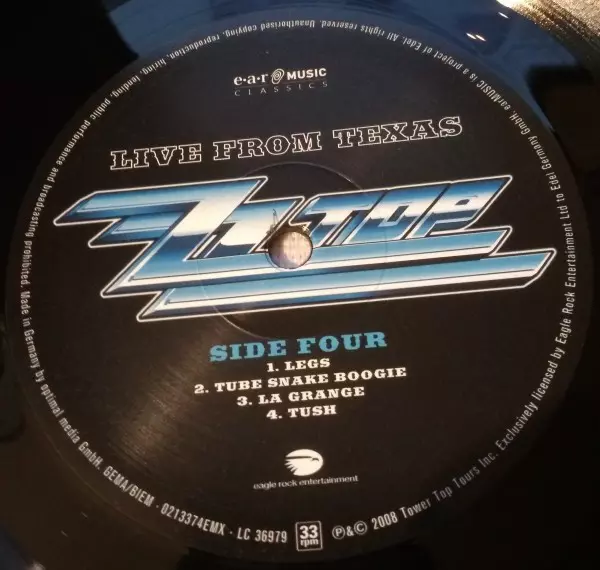 e·a·r MUSIC
CLASSICS
LIVE FROM TEXAS
ZZ TOP
SIDE FOUR
1. LEGS
2. TUBE SNAKE BOOGIE
3. LA GRANGE
4. TUSH
eagle rock entertainment
33
rpm
℗&© 2008 Tower Top Tours Inc. Exclusively licensed by Eagle Rock Entertainment Ltd to Edel Germany GmbH. earMUSIC is a project of Edel. All rights reserved. Unauthorised copying, reproduction, hiring, lending, public performance and broadcasting prohibited. Made in Germany by optimal media GmbH. GEMA/BIEM · 0213374EMX · LC 36979